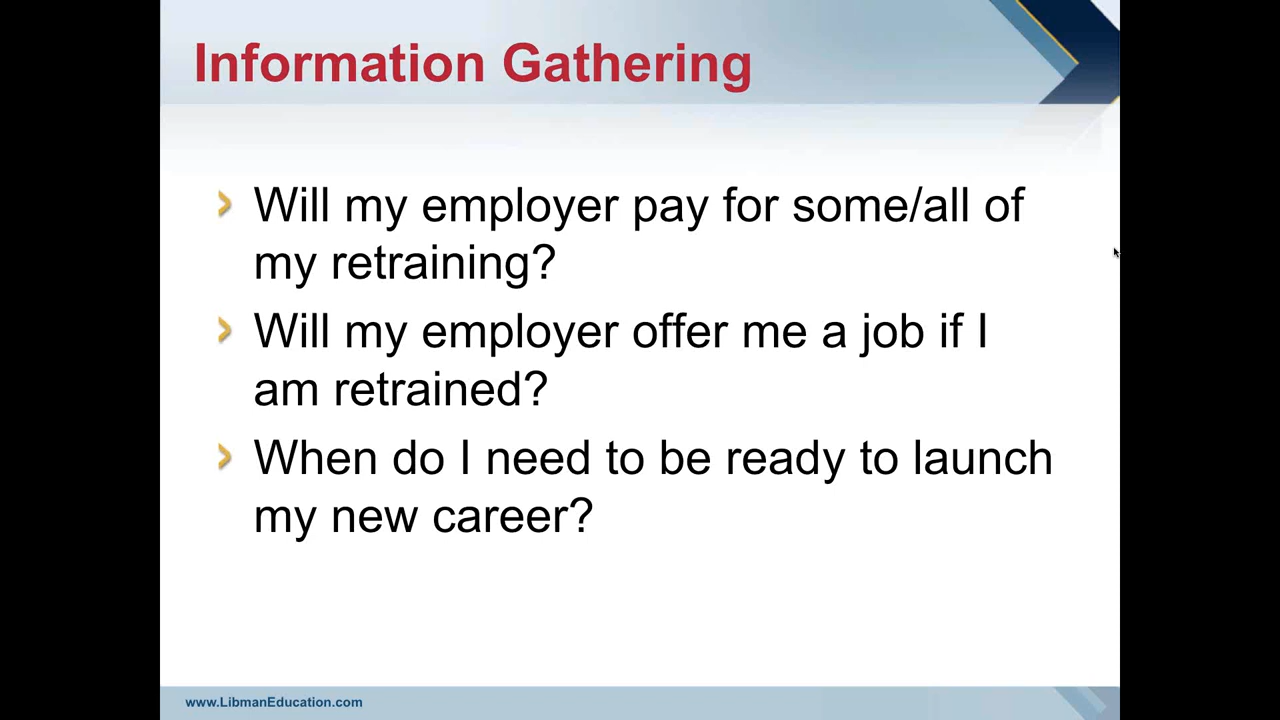 Information Gathering
Will my employer pay for some/all of
my retraining?
Will my employer offer me a job if I
am retrained?
When do I need to be ready to launch
my new career?
www.LibmanEducation.com